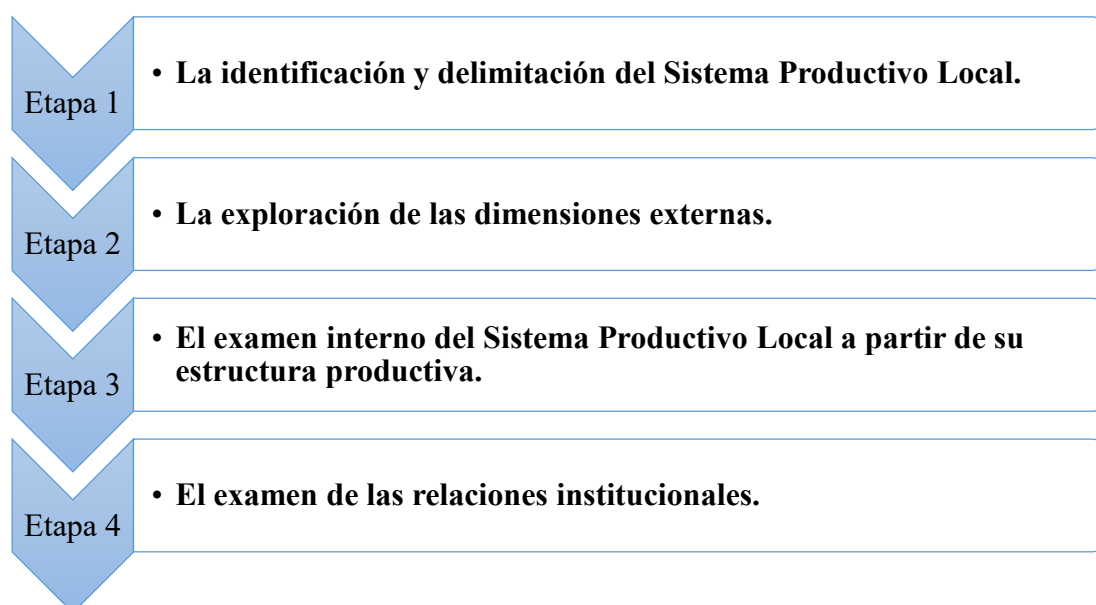 Etapa 1
• La identificación y delimitación del Sistema Productivo Local.
Etapa 2
• La exploración de las dimensiones externas.
Etapa 3
• El examen interno del Sistema Productivo Local a partir de su
estructura productiva.
Etapa 4
• El examen de las relaciones institucionales.